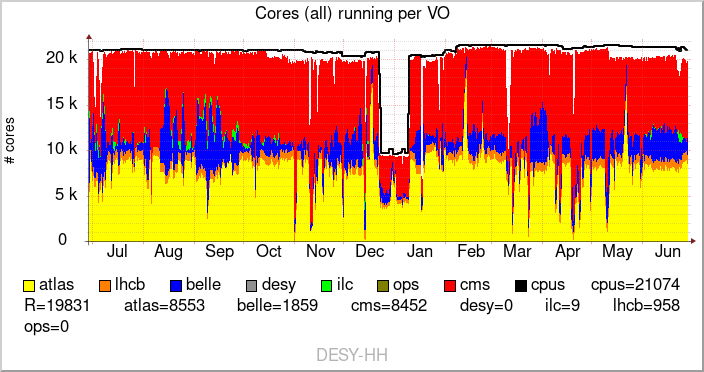 Cores (all) running per VO
# cores
20 k
15 k
10 k
5 k
0
Jul Aug Sep Oct Nov Dec Jan Feb Mar Apr May Jun
atlas lhcb belle desy ilc ops cms cpus cpus=21074
R=19831 atlas=8553 belle=1859 cms=8452 desy=0 ilc=9 lhcb=958
ops=0
DESY-HH